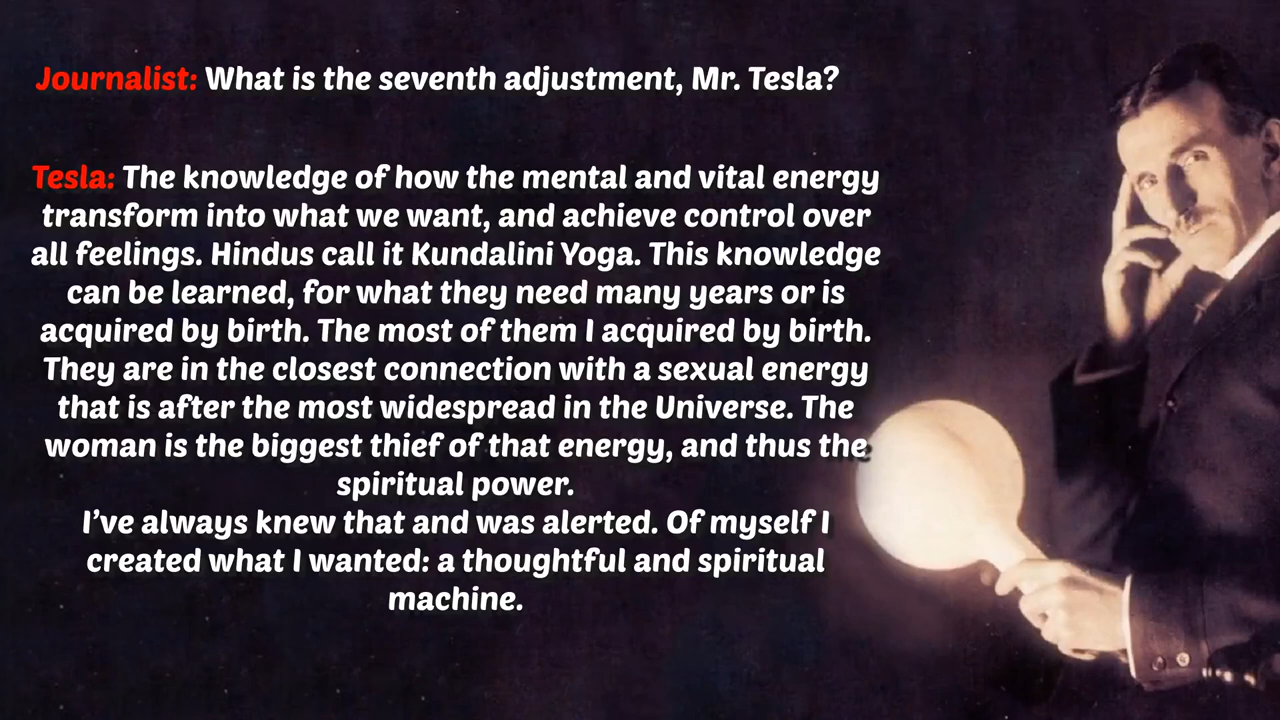 Journalist: What is the seventh adjustment, Mr. Tesla?
Tesla: The knowledge of how the mental and vital energy
transform into what we want, and achieve control over
all feelings. Hindus call it Kundalini Yoga. This knowledge
can be learned, for what they need many years or is
acquired by birth. The most of them I acquired by birth.
They are in the closest connection with a sexual energy
that is after the most widespread in the Universe. The
woman is the biggest thief of that energy, and thus the
spiritual power.
I’ve always knew that and was alerted. Of myself I
created what I wanted: a thoughtful and spiritual
machine.